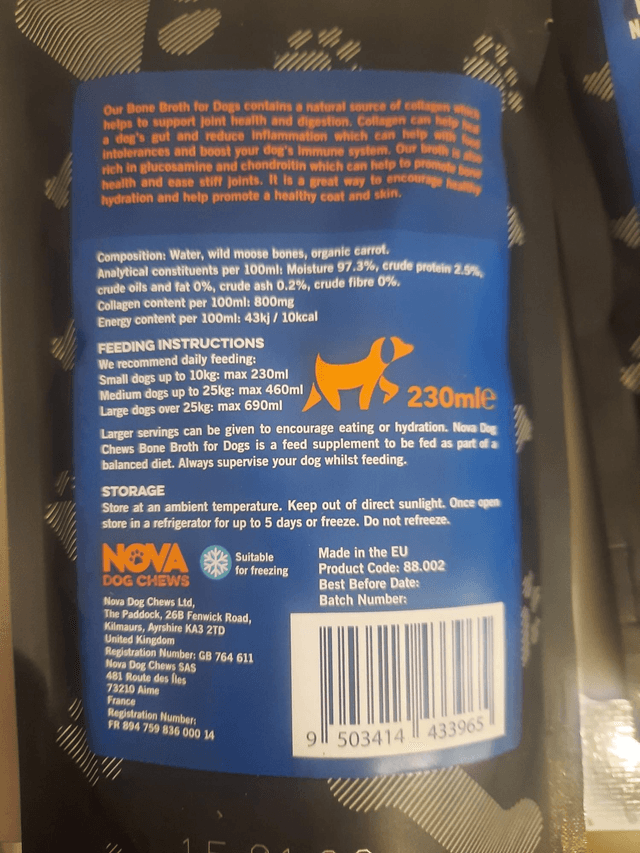 Our Bone Broth for Dogs contains a natural source of collagen which
helps to support joint health and digestion. Collagen can help heal
a dog's gut and reduce inflammation which can help with food
intolerances and boost your dog's immune system. Our broth is also
rich in glucosamine and chondroitin which can help to promote bone
health and ease stiff joints. It is a great way to encourage healthy
hydration and help promote a healthy coat and skin.
Composition: Water, wild moose bones, organic carrot.
Analytical constituents per 100ml: Moisture 97.3%, crude protein 2.5%,
crude oils and fat 0%, crude ash 0.2%, crude fibre 0%.
Collagen content per 100ml: 800mg
Energy content per 100ml: 43kj / 10kcal
FEEDING INSTRUCTIONS
We recommend daily feeding:
Small dogs up to 10kg: max 230ml
Medium dogs up to 25kg: max 460ml
Large dogs over 25kg: max 690ml
230mle
Larger servings can be given to encourage eating or hydration. Nova Dog
Chews Bone Broth for Dogs is a feed supplement to be fed as part of a
balanced diet. Always supervise your dog whilst feeding.
STORAGE
Store at an ambient temperature. Keep out of direct sunlight. Once open
store in a refrigerator for up to 5 days or freeze. Do not refreeze.
NOVA
DOG CHEWS
Suitable
for freezing
Made in the EU
Product Code: 88.002
Best Before Date:
Batch Number:
Nova Dog Chews Ltd,
The Paddock, 26B Fenwick Road,
Kilmaurs, Ayrshire KA3 2TD
United Kingdom
Registration Number: GB 764 611
Nova Dog Chews SAS
481 Route des Îles
73210 Aime
France
Registration Number:
FR 894 759 836 000 14
9 503414 433965